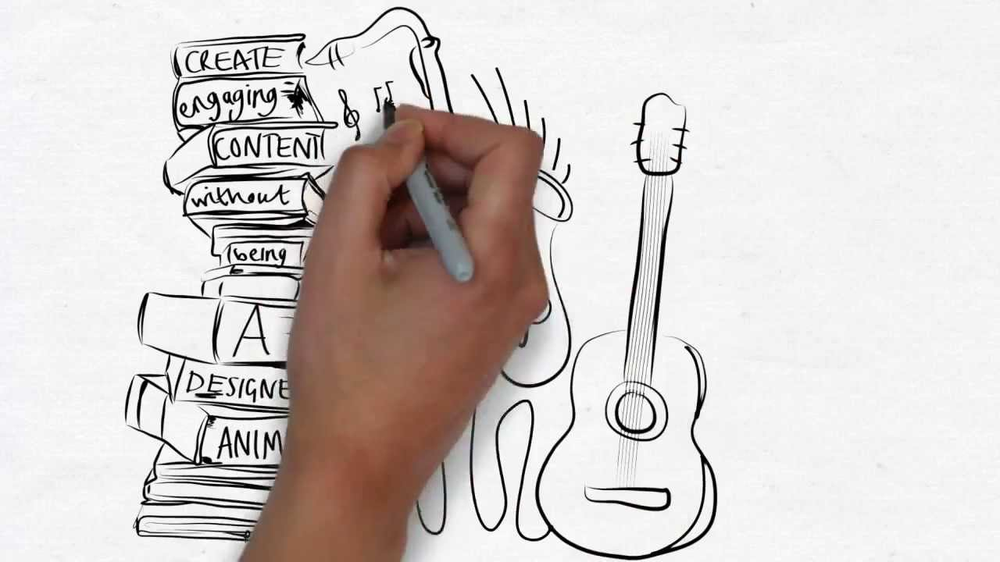 CREATE
engaging
CONTENT
without
being
A
DESIGNE
ANIM